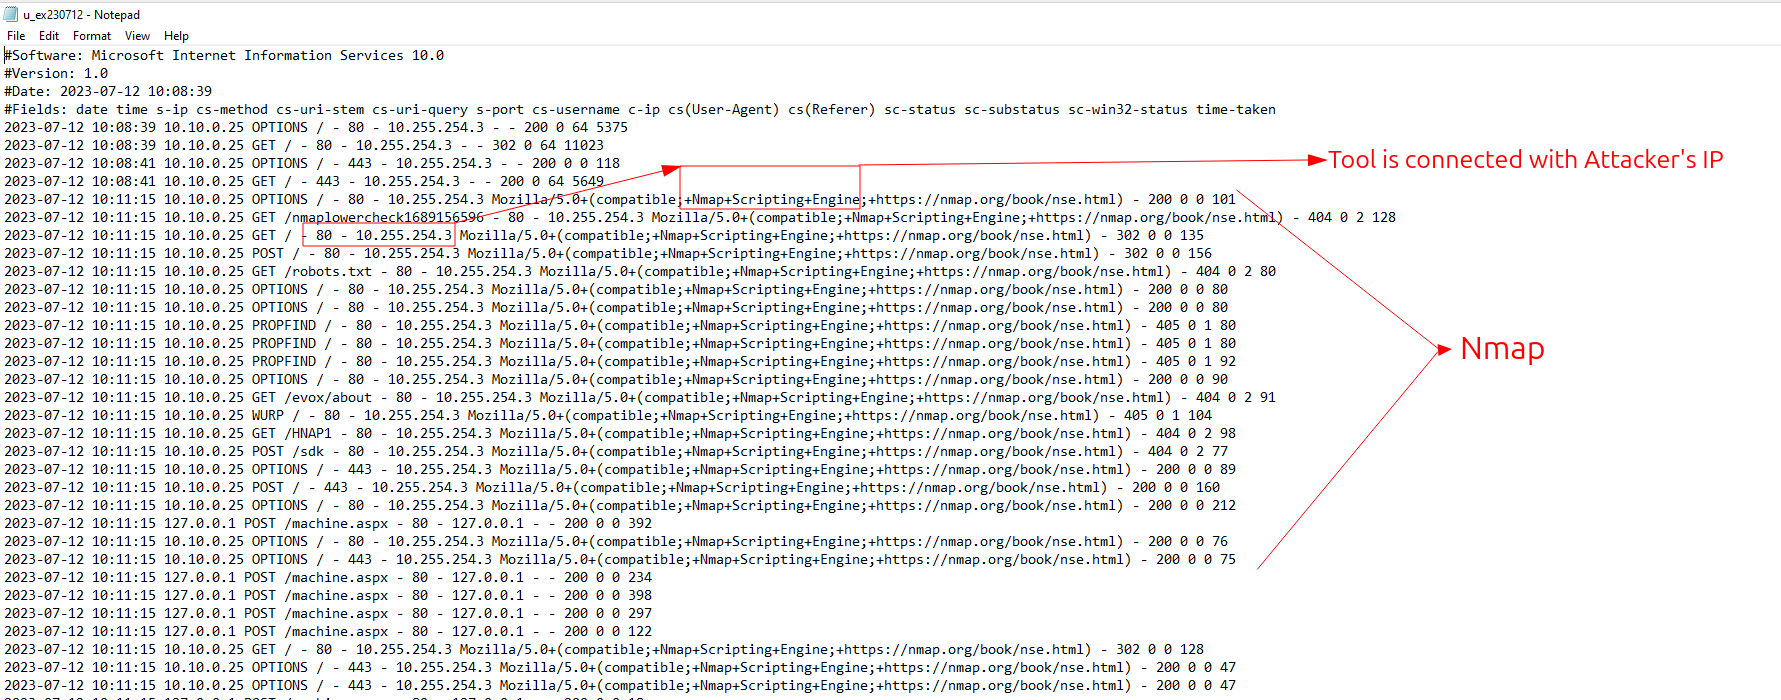 u_ex230712 - Notepad
File Edit Format View Help
#Software: Microsoft Internet Information Services 10.0
#Version: 1.0
#Date: 2023-07-12 10:08:39
#Fields: date time s-ip cs-method cs-uri-stem cs-uri-query s-port cs-username c-ip cs(User-Agent) cs(Referer) sc-status sc-substatus sc-win32-status time-taken
2023-07-12 10:08:39 10.10.0.25 OPTIONS / - 80 - 10.255.254.3 - - 200 0 64 5375
2023-07-12 10:08:39 10.10.0.25 GET / - 80 - 10.255.254.3 - - 302 0 64 11023
2023-07-12 10:08:41 10.10.0.25 OPTIONS / - 443 - 10.255.254.3 - - 200 0 0 118
Tool is connected with Attacker's IP
2023-07-12 10:08:41 10.10.0.25 GET / - 443 - 10.255.254.3 - - 200 0 64 5649
2023-07-12 10:11:15 10.10.0.25 OPTIONS / - 80 - 10.255.254.3 Mozilla/5.0+(compatible;+Nmap+Scripting+Engine;+https://nmap.org/book/nse.html) - 200 0 0 101
2023-07-12 10:11:15 10.10.0.25 GET /nmaplowercheck1689156596 - 80 - 10.255.254.3 Mozilla/5.0+(compatible;+Nmap+Scripting+Engine;+https://nmap.org/book/nse.html) - 404 0 2 128
2023-07-12 10:11:15 10.10.0.25 GET / - 80 - 10.255.254.3 Mozilla/5.0+(compatible;+Nmap+Scripting+Engine;+https://nmap.org/book/nse.html) - 302 0 0 135
2023-07-12 10:11:15 10.10.0.25 POST / - 80 - 10.255.254.3 Mozilla/5.0+(compatible;+Nmap+Scripting+Engine;+https://nmap.org/book/nse.html) - 302 0 0 156
2023-07-12 10:11:15 10.10.0.25 GET /robots.txt - 80 - 10.255.254.3 Mozilla/5.0+(compatible;+Nmap+Scripting+Engine;+https://nmap.org/book/nse.html) - 404 0 2 80
2023-07-12 10:11:15 10.10.0.25 OPTIONS / - 80 - 10.255.254.3 Mozilla/5.0+(compatible;+Nmap+Scripting+Engine;+https://nmap.org/book/nse.html) - 200 0 0 80
2023-07-12 10:11:15 10.10.0.25 OPTIONS / - 80 - 10.255.254.3 Mozilla/5.0+(compatible;+Nmap+Scripting+Engine;+https://nmap.org/book/nse.html) - 200 0 0 80
2023-07-12 10:11:15 10.10.0.25 PROPFIND / - 80 - 10.255.254.3 Mozilla/5.0+(compatible;+Nmap+Scripting+Engine;+https://nmap.org/book/nse.html) - 405 0 1 80
2023-07-12 10:11:15 10.10.0.25 PROPFIND / - 80 - 10.255.254.3 Mozilla/5.0+(compatible;+Nmap+Scripting+Engine;+https://nmap.org/book/nse.html) - 405 0 1 80
Nmap
2023-07-12 10:11:15 10.10.0.25 PROPFIND / - 80 - 10.255.254.3 Mozilla/5.0+(compatible;+Nmap+Scripting+Engine;+https://nmap.org/book/nse.html) - 405 0 1 92
2023-07-12 10:11:15 10.10.0.25 OPTIONS / - 80 - 10.255.254.3 Mozilla/5.0+(compatible;+Nmap+Scripting+Engine;+https://nmap.org/book/nse.html) - 200 0 0 90
2023-07-12 10:11:15 10.10.0.25 GET /evox/about - 80 - 10.255.254.3 Mozilla/5.0+(compatible;+Nmap+Scripting+Engine;+https://nmap.org/book/nse.html) - 404 0 2 91
2023-07-12 10:11:15 10.10.0.25 WURP / - 80 - 10.255.254.3 Mozilla/5.0+(compatible;+Nmap+Scripting+Engine;+https://nmap.org/book/nse.html) - 405 0 1 104
2023-07-12 10:11:15 10.10.0.25 GET /HNAP1 - 80 - 10.255.254.3 Mozilla/5.0+(compatible;+Nmap+Scripting+Engine;+https://nmap.org/book/nse.html) - 404 0 2 98
2023-07-12 10:11:15 10.10.0.25 POST /sdk - 80 - 10.255.254.3 Mozilla/5.0+(compatible;+Nmap+Scripting+Engine;+https://nmap.org/book/nse.html) - 404 0 2 77
2023-07-12 10:11:15 10.10.0.25 OPTIONS / - 443 - 10.255.254.3 Mozilla/5.0+(compatible;+Nmap+Scripting+Engine;+https://nmap.org/book/nse.html) - 200 0 0 89
2023-07-12 10:11:15 10.10.0.25 POST / - 443 - 10.255.254.3 Mozilla/5.0+(compatible;+Nmap+Scripting+Engine;+https://nmap.org/book/nse.html) - 200 0 0 160
2023-07-12 10:11:15 10.10.0.25 OPTIONS / - 80 - 10.255.254.3 Mozilla/5.0+(compatible;+Nmap+Scripting+Engine;+https://nmap.org/book/nse.html) - 200 0 0 212
2023-07-12 10:11:15 127.0.0.1 POST /machine.aspx - 80 - 127.0.0.1 - - 200 0 0 392
2023-07-12 10:11:15 10.10.0.25 OPTIONS / - 80 - 10.255.254.3 Mozilla/5.0+(compatible;+Nmap+Scripting+Engine;+https://nmap.org/book/nse.html) - 200 0 0 76
2023-07-12 10:11:15 10.10.0.25 OPTIONS / - 443 - 10.255.254.3 Mozilla/5.0+(compatible;+Nmap+Scripting+Engine;+https://nmap.org/book/nse.html) - 200 0 0 75
2023-07-12 10:11:15 127.0.0.1 POST /machine.aspx - 80 - 127.0.0.1 - - 200 0 0 234
2023-07-12 10:11:15 127.0.0.1 POST /machine.aspx - 80 - 127.0.0.1 - - 200 0 0 398
2023-07-12 10:11:15 127.0.0.1 POST /machine.aspx - 80 - 127.0.0.1 - - 200 0 0 297
2023-07-12 10:11:15 127.0.0.1 POST /machine.aspx - 80 - 127.0.0.1 - - 200 0 0 122
2023-07-12 10:11:15 10.10.0.25 GET / - 80 - 10.255.254.3 Mozilla/5.0+(compatible;+Nmap+Scripting+Engine;+https://nmap.org/book/nse.html) - 302 0 0 128
2023-07-12 10:11:15 10.10.0.25 OPTIONS / - 443 - 10.255.254.3 Mozilla/5.0+(compatible;+Nmap+Scripting+Engine;+https://nmap.org/book/nse.html) - 200 0 0 47
2023-07-12 10:11:15 10.10.0.25 OPTIONS / - 443 - 10.255.254.3 Mozilla/5.0+(compatible;+Nmap+Scripting+Engine;+https://nmap.org/book/nse.html) - 200 0 0 47